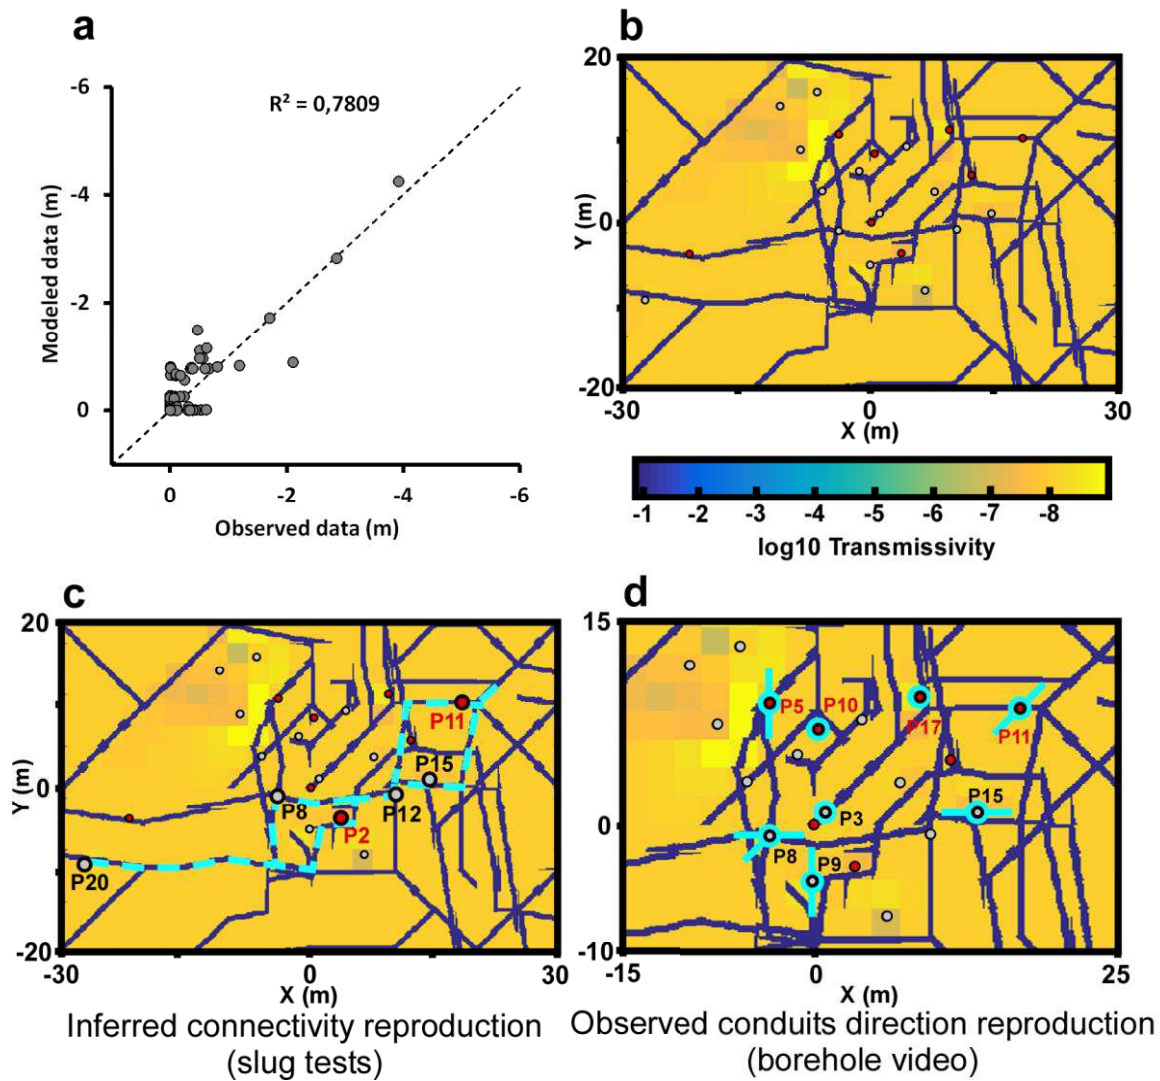 a
-6
R² = 0,7809
-4
-2
0
Modeled data (m)
0
-2
-4
-6
Observed data (m)
b
20
0
-20
Y (m)
-30
0
30
X (m)
-1
-2
-3
-4
-5
-6
-7
-8
log10 Transmissivity
c
20
0
-20
Y (m)
P11
P15
P8
P12
P2
P20
-30
0
30
X (m)
Inferred connectivity reproduction
(slug tests)
d
15
0
-10
P5
P10
P17
P11
P3
P15
P8
P9
-15
0
25
X (m)
Observed conduits direction reproduction
(borehole video)